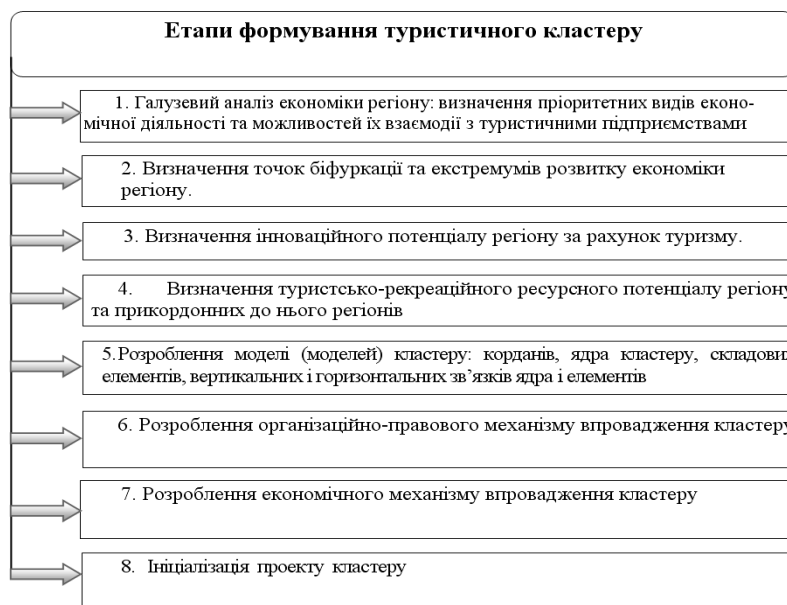 Етапи формування туристичного кластеру
1. Галузевий аналіз економіки регіону: визначення пріоритетних видів еконо-
мічної діяльності та можливостей їх взаємодії з туристичними підприємствами
2. Визначення точок біфуркації та екстремумів розвитку економіки
регіону.
3. Визначення інноваційного потенціалу регіону за рахунок туризму.
4. Визначення туристсько-рекреаційного ресурсного потенціалу регіону
та прикордонних до нього регіонів
5.Розроблення моделі (моделей) кластеру: корданів, ядра кластеру, складових
елементів, вертикальних і горизонтальних зв’язків ядра і елементів
6. Розроблення організаційно-правового механізму впровадження кластеру
7. Розроблення економічного механізму впровадження кластеру
8. Ініціалізація проекту кластеру